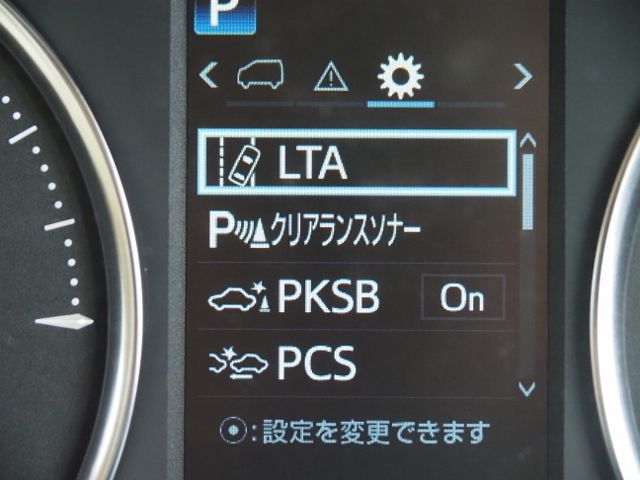 P
LTA
Pクリアランスソナー
PKSB On
PCS
:設定を変更できます